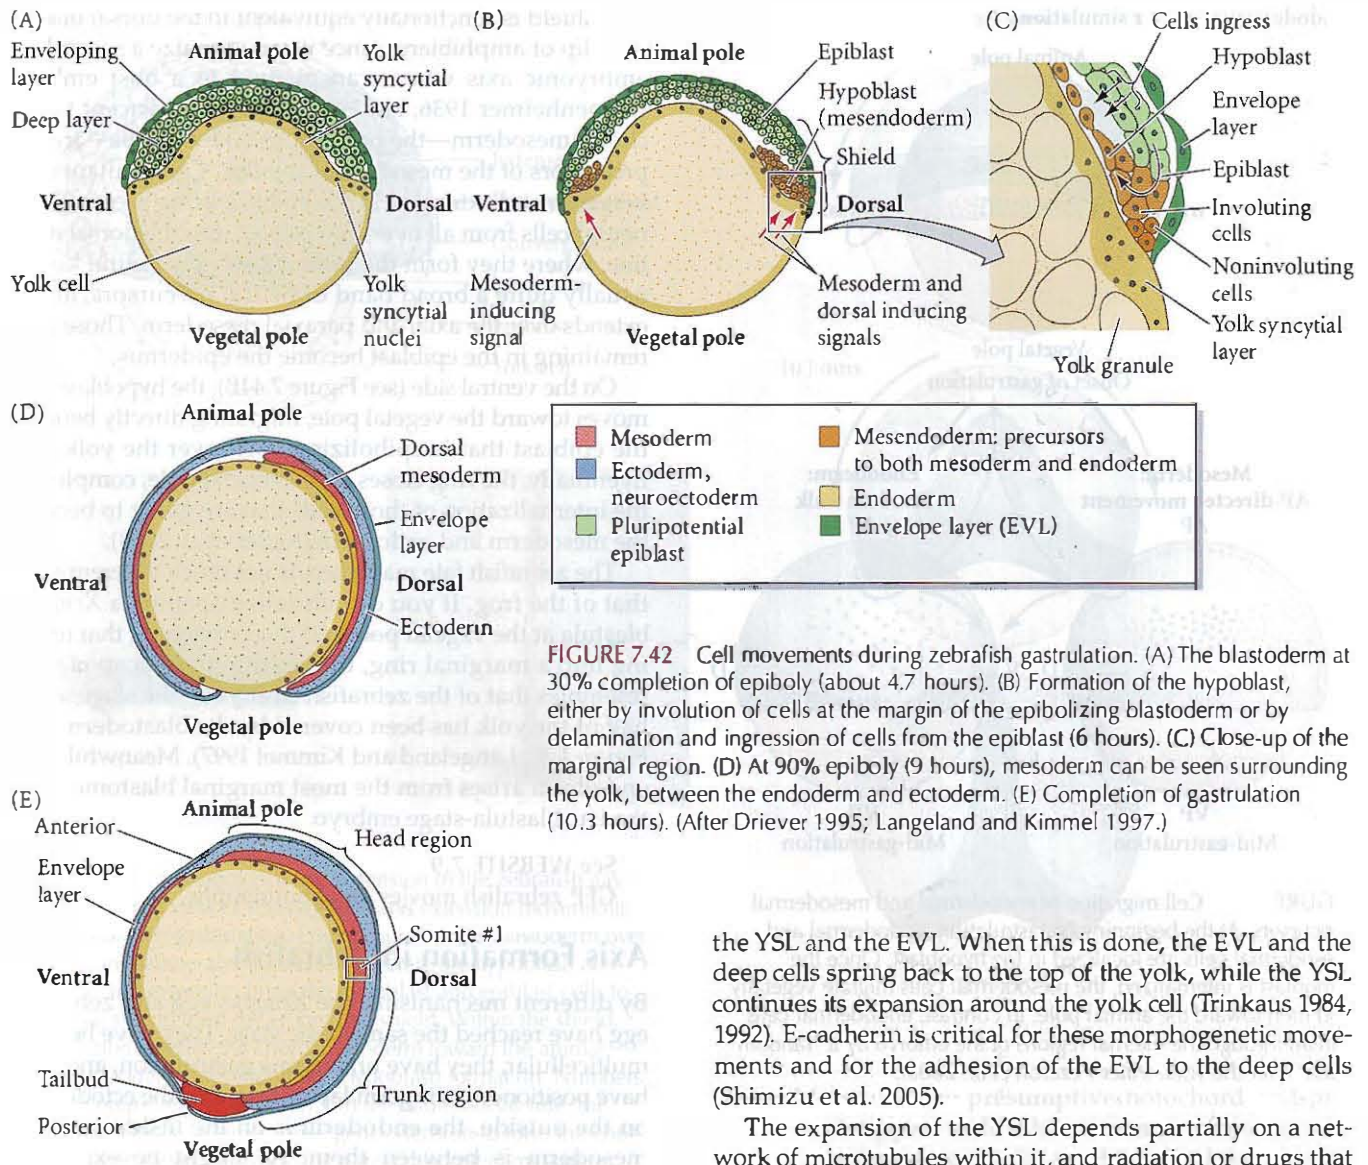 (A)
Enveloping
layer
Animal pole
Yolk
syncytial
layer
Deep layer
Ventral
Dorsal
Yolk cell
Yolk
syncytial
nuclei
Vegetal pole
(B)
Animal pole
Epiblast
Hypoblast
(mesendoderm)
Shield
Ventral
Dorsal
Mesoderm-
inducing
signal
Mesoderm and
dorsal inducing
signals
Vegetal pole
(C)
Cells ingress
Hypoblast
Envelope
layer
Epiblast
Involuting
cells
Noninvoluting
cells
Yolk syncytial
layer
Yolk granule
(D)
Animal pole
Dorsal
mesoderm
Envelope
layer
Ventral
Dorsal
Ectoderm
Vegetal pole
Mesoderm
Ectoderm,
neuroectoderm
Pluripotential
epiblast
Mesendoderm: precursors
to both mesoderm and endoderm
Endoderm
Envelope layer (EVL)
FIGURE 7.42 Cell movements during zebrafish gastrulation. (A) The blastoderm at
30% completion of epiboly (about 4.7 hours). (B) Formation of the hypoblast,
either by involution of cells at the margin of the epibolizing blastoderm or by
delamination and ingression of cells from the epiblast (6 hours). (C) Close-up of the
marginal region. (D) At 90% epiboly (9 hours), mesoderm can be seen surrounding
the yolk, between the endoderm and ectoderm. (E) Completion of gastrulation
(10.3 hours). (After Driever 1995; Langeland and Kimmel 1997.)
(E)
Animal pole
Anterior
Head region
Envelope
layer
Somite #1
Ventral
Dorsal
Tailbud
Trunk region
Posterior
Vegetal pole
the YSL and the EVL. When this is done, the EVL and the
deep cells spring back to the top of the yolk, while the YSL
continues its expansion around the yolk cell (Trinkaus 1984,
1992). E-cadherin is critical for these morphogenetic move-
ments and for the adhesion of the EVL to the deep cells
(Shimizu et al. 2005).
The expansion of the YSL depends partially on a net-
work of microtubules within it, and radiation or drugs that